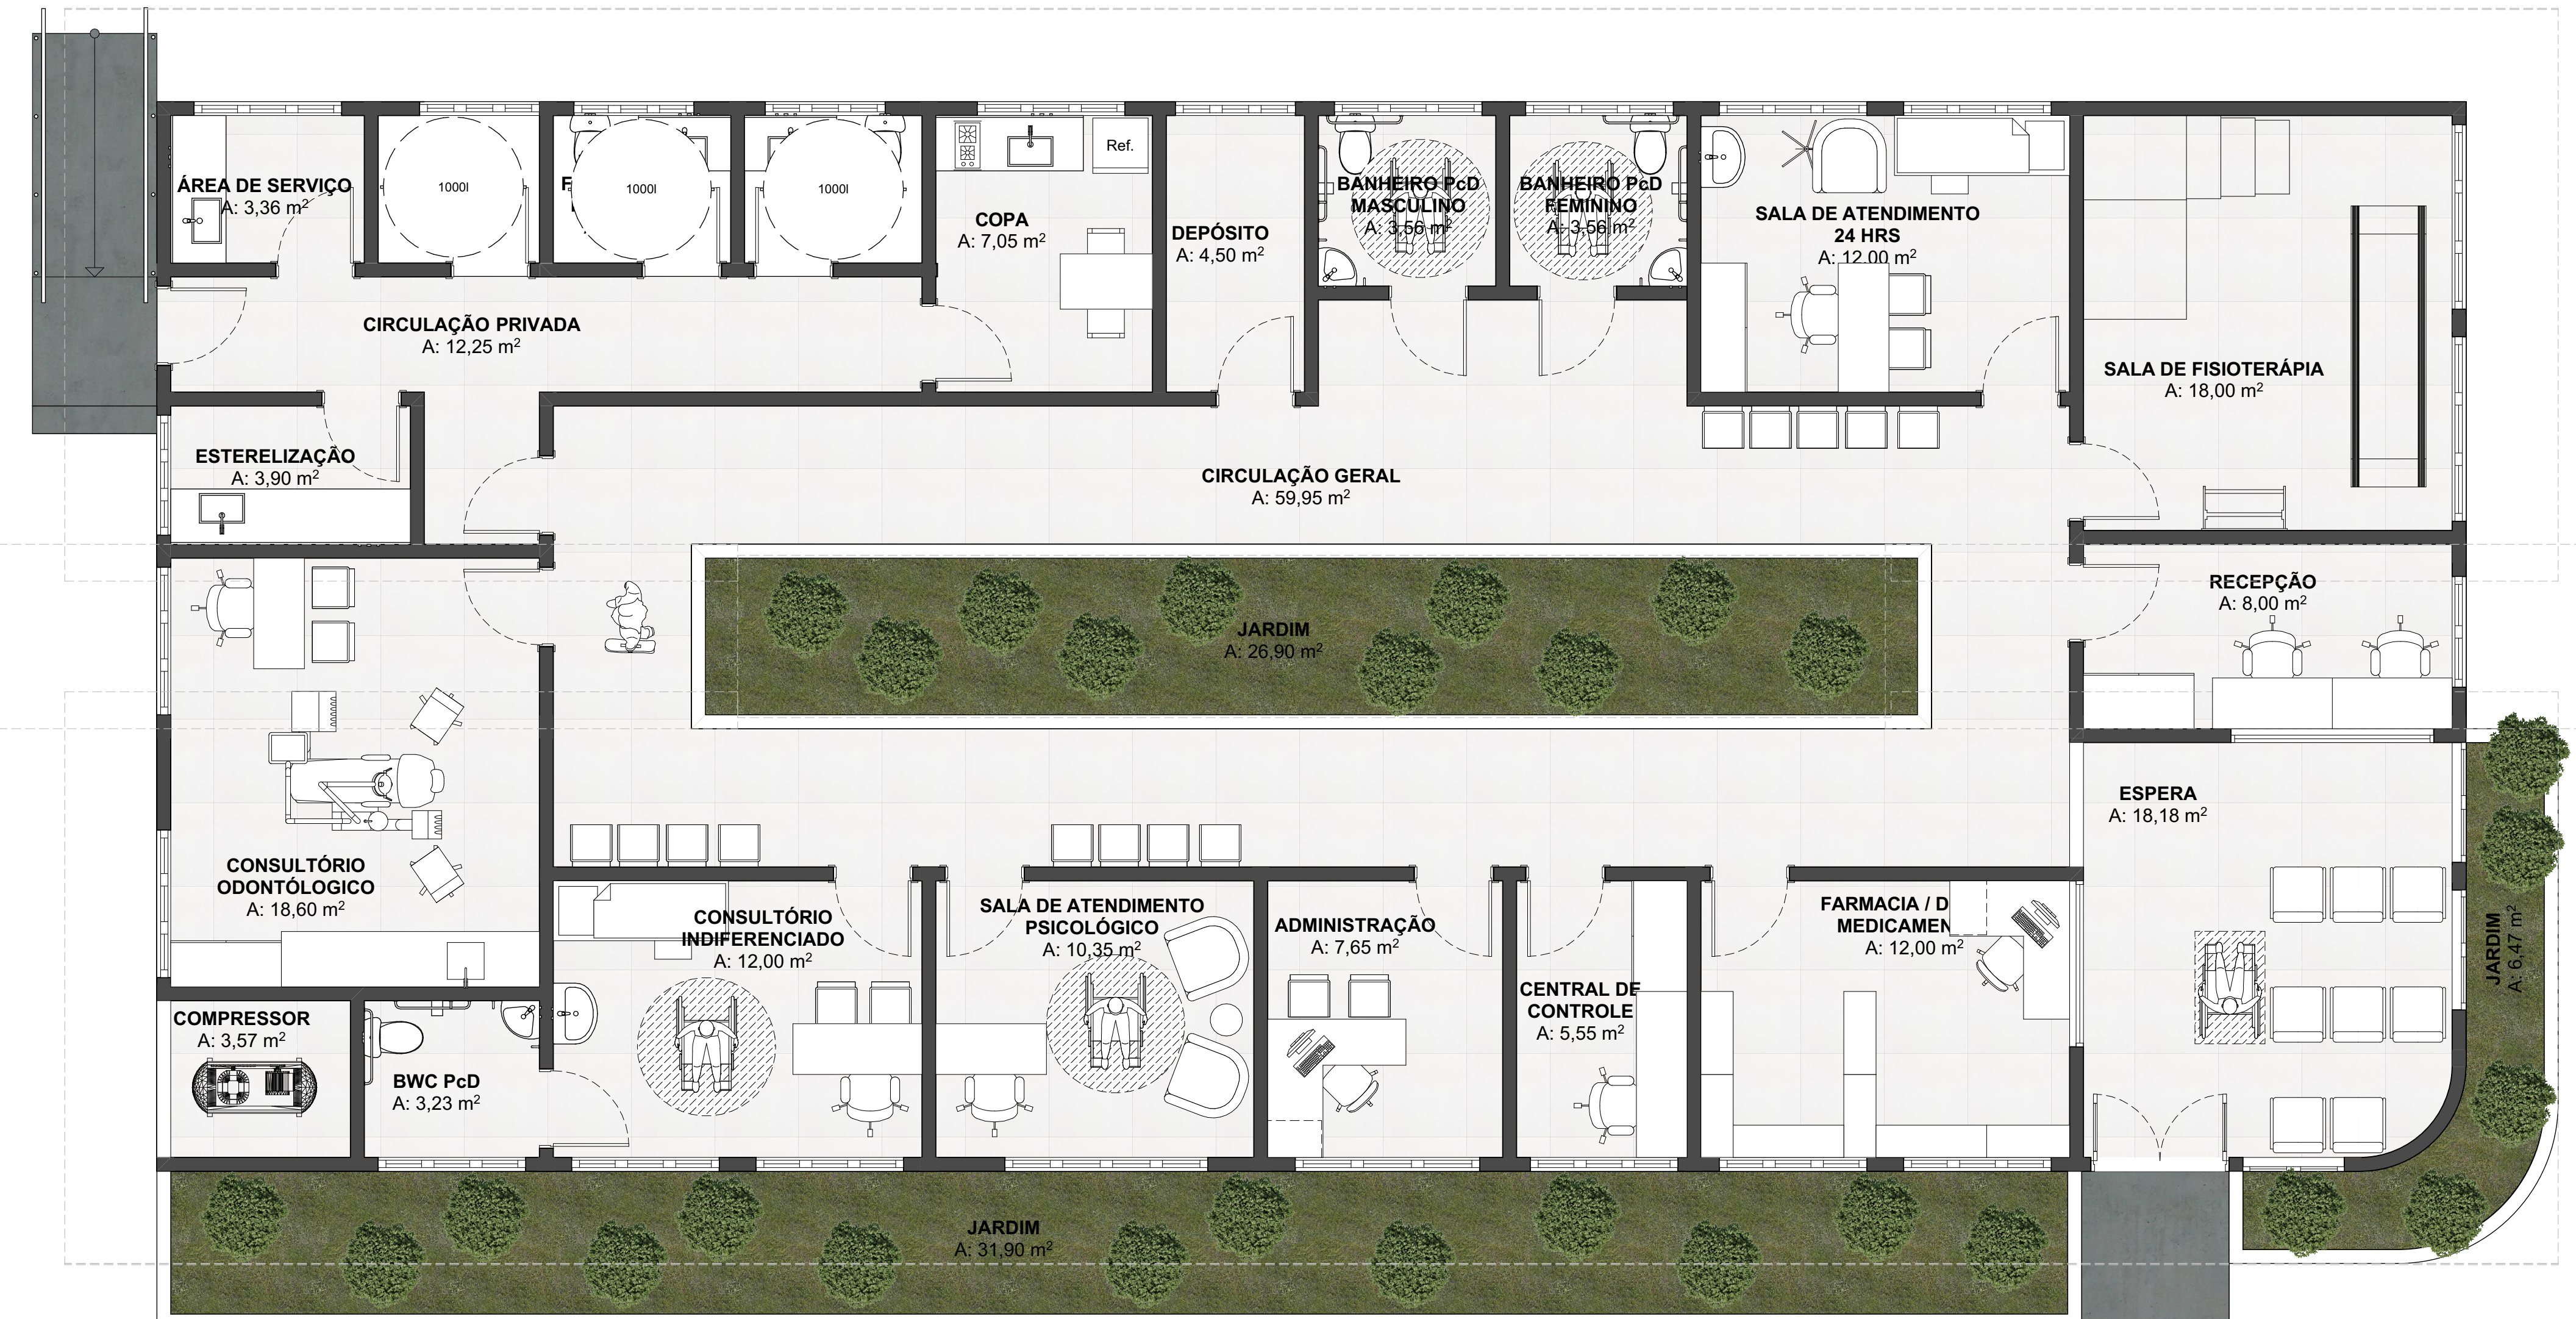 ÁREA DE SERVIÇO
A: 3,36 m²
1000l
1000l
1000l
Ref.
COPA
A: 7,05 m²
DEPÓSITO
A: 4,50 m²
BANHEIRO PcD
MASCULINO
A: 3,56 m²
BANHEIRO PcD
FEMININO
A: 3,56 m²
SALA DE ATENDIMENTO
24 HRS
A: 12,00 m²
SALA DE FISIOTERÁPIA
A: 18,00 m²
CIRCULAÇÃO PRIVADA
A: 12,25 m²
ESTERELIZAÇÃO
A: 3,90 m²
CIRCULAÇÃO GERAL
A: 59,95 m²
RECEPÇÃO
A: 8,00 m²
JARDIM
A: 26,90 m²
ESPERA
A: 18,18 m²
CONSULTÓRIO
ODONTÓLOGICO
A: 18,60 m²
CONSULTÓRIO
INDIFERENCIADO
A: 12,00 m²
SALA DE ATENDIMENTO
PSICOLÓGICO
A: 10,35 m²
ADMINISTRAÇÃO
A: 7,65 m²
CENTRAL DE
CONTROLE
A: 5,55 m²
FARMACIA / D
MEDICAMEN
A: 12,00 m²
JARDIM
A: 6,47 m²
COMPRESSOR
A: 3,57 m²
BWC PcD
A: 3,23 m²
JARDIM
A: 31,90 m²